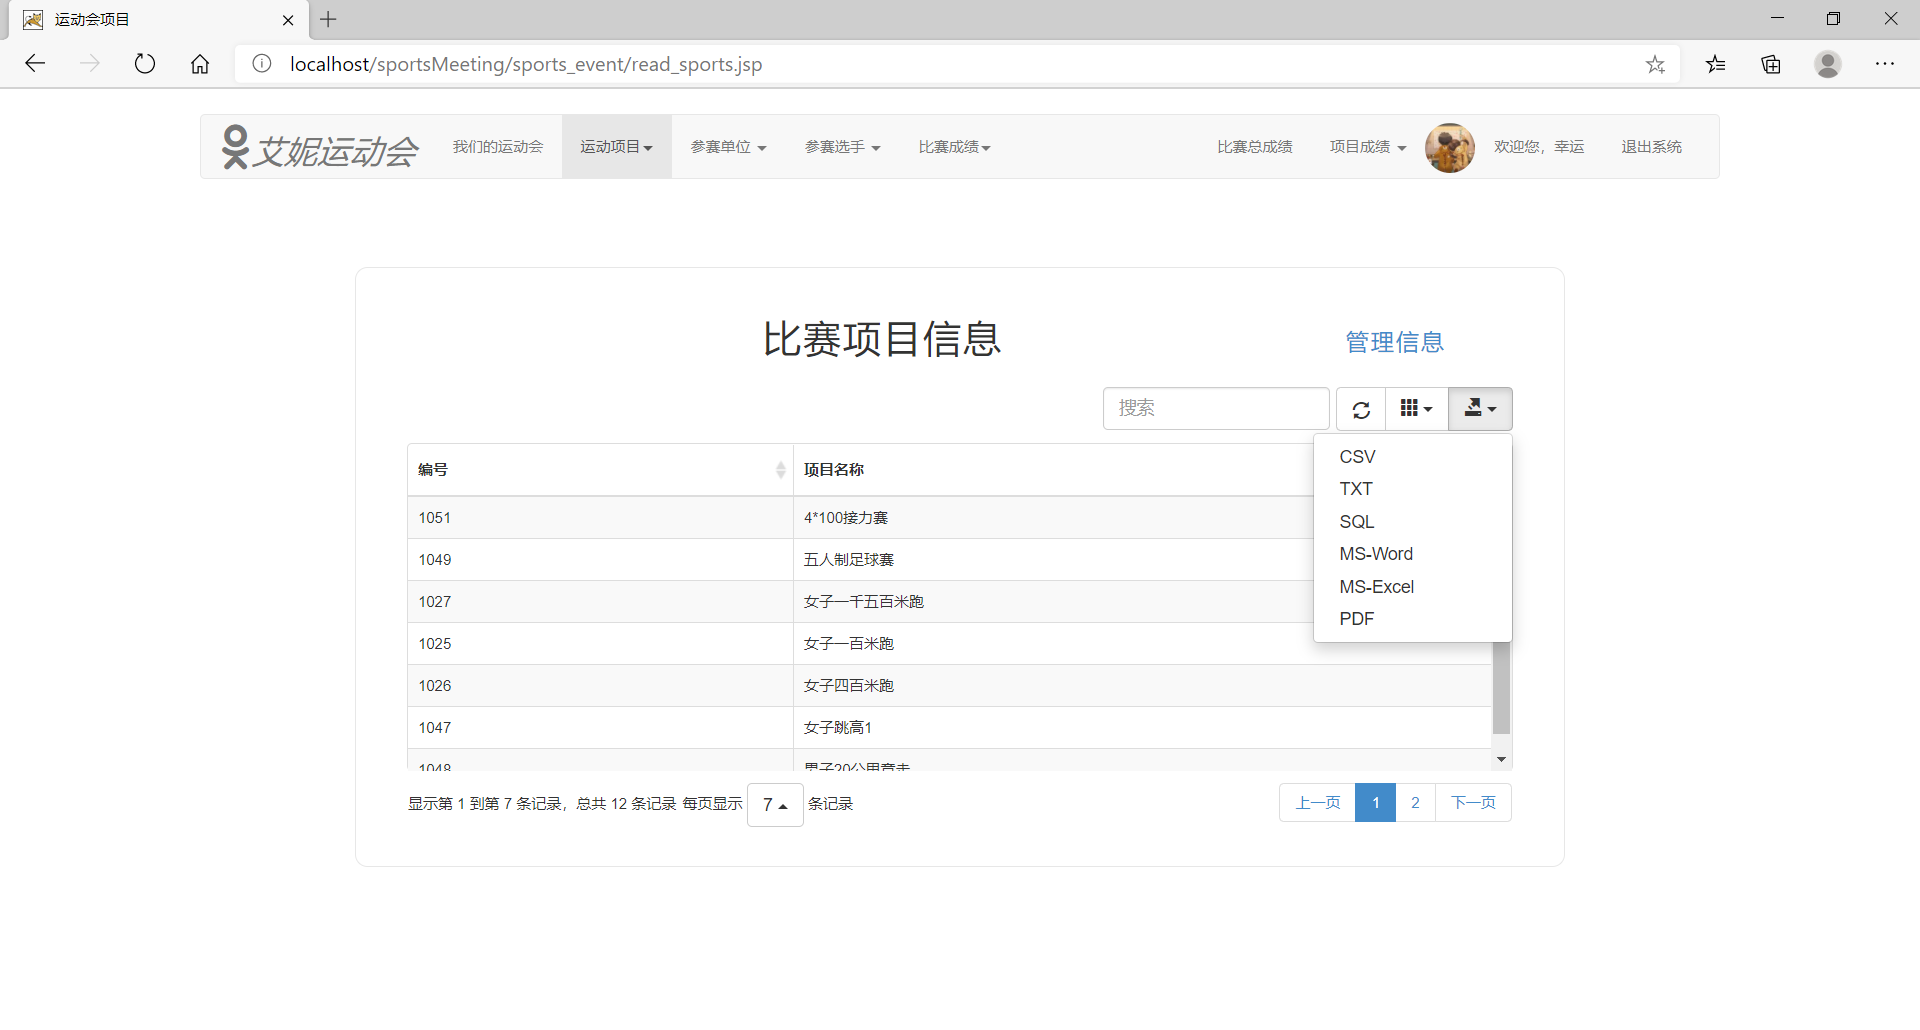 运动会项目
localhost/sportsMeeting/sports_event/read_sports.jsp
艾妮运动会 我们的运动会 运动项目 参赛单位 参赛选手 比赛成绩 比赛总成绩 项目成绩 欢迎您，幸运 退出系统
比赛项目信息 管理信息
搜索
CSV
TXT
SQL
MS-Word
MS-Excel
PDF
编号 项目名称
1051 4*100接力赛
1049 五人制足球赛
1027 女子一千五百米跑
1025 女子一百米跑
1026 女子四百米跑
1047 女子跳高1
1048 男子20公里竞走
显示第 1 到第 7 条记录，总共 12 条记录 每页显示 7 条记录 上一页 1 2 下一页